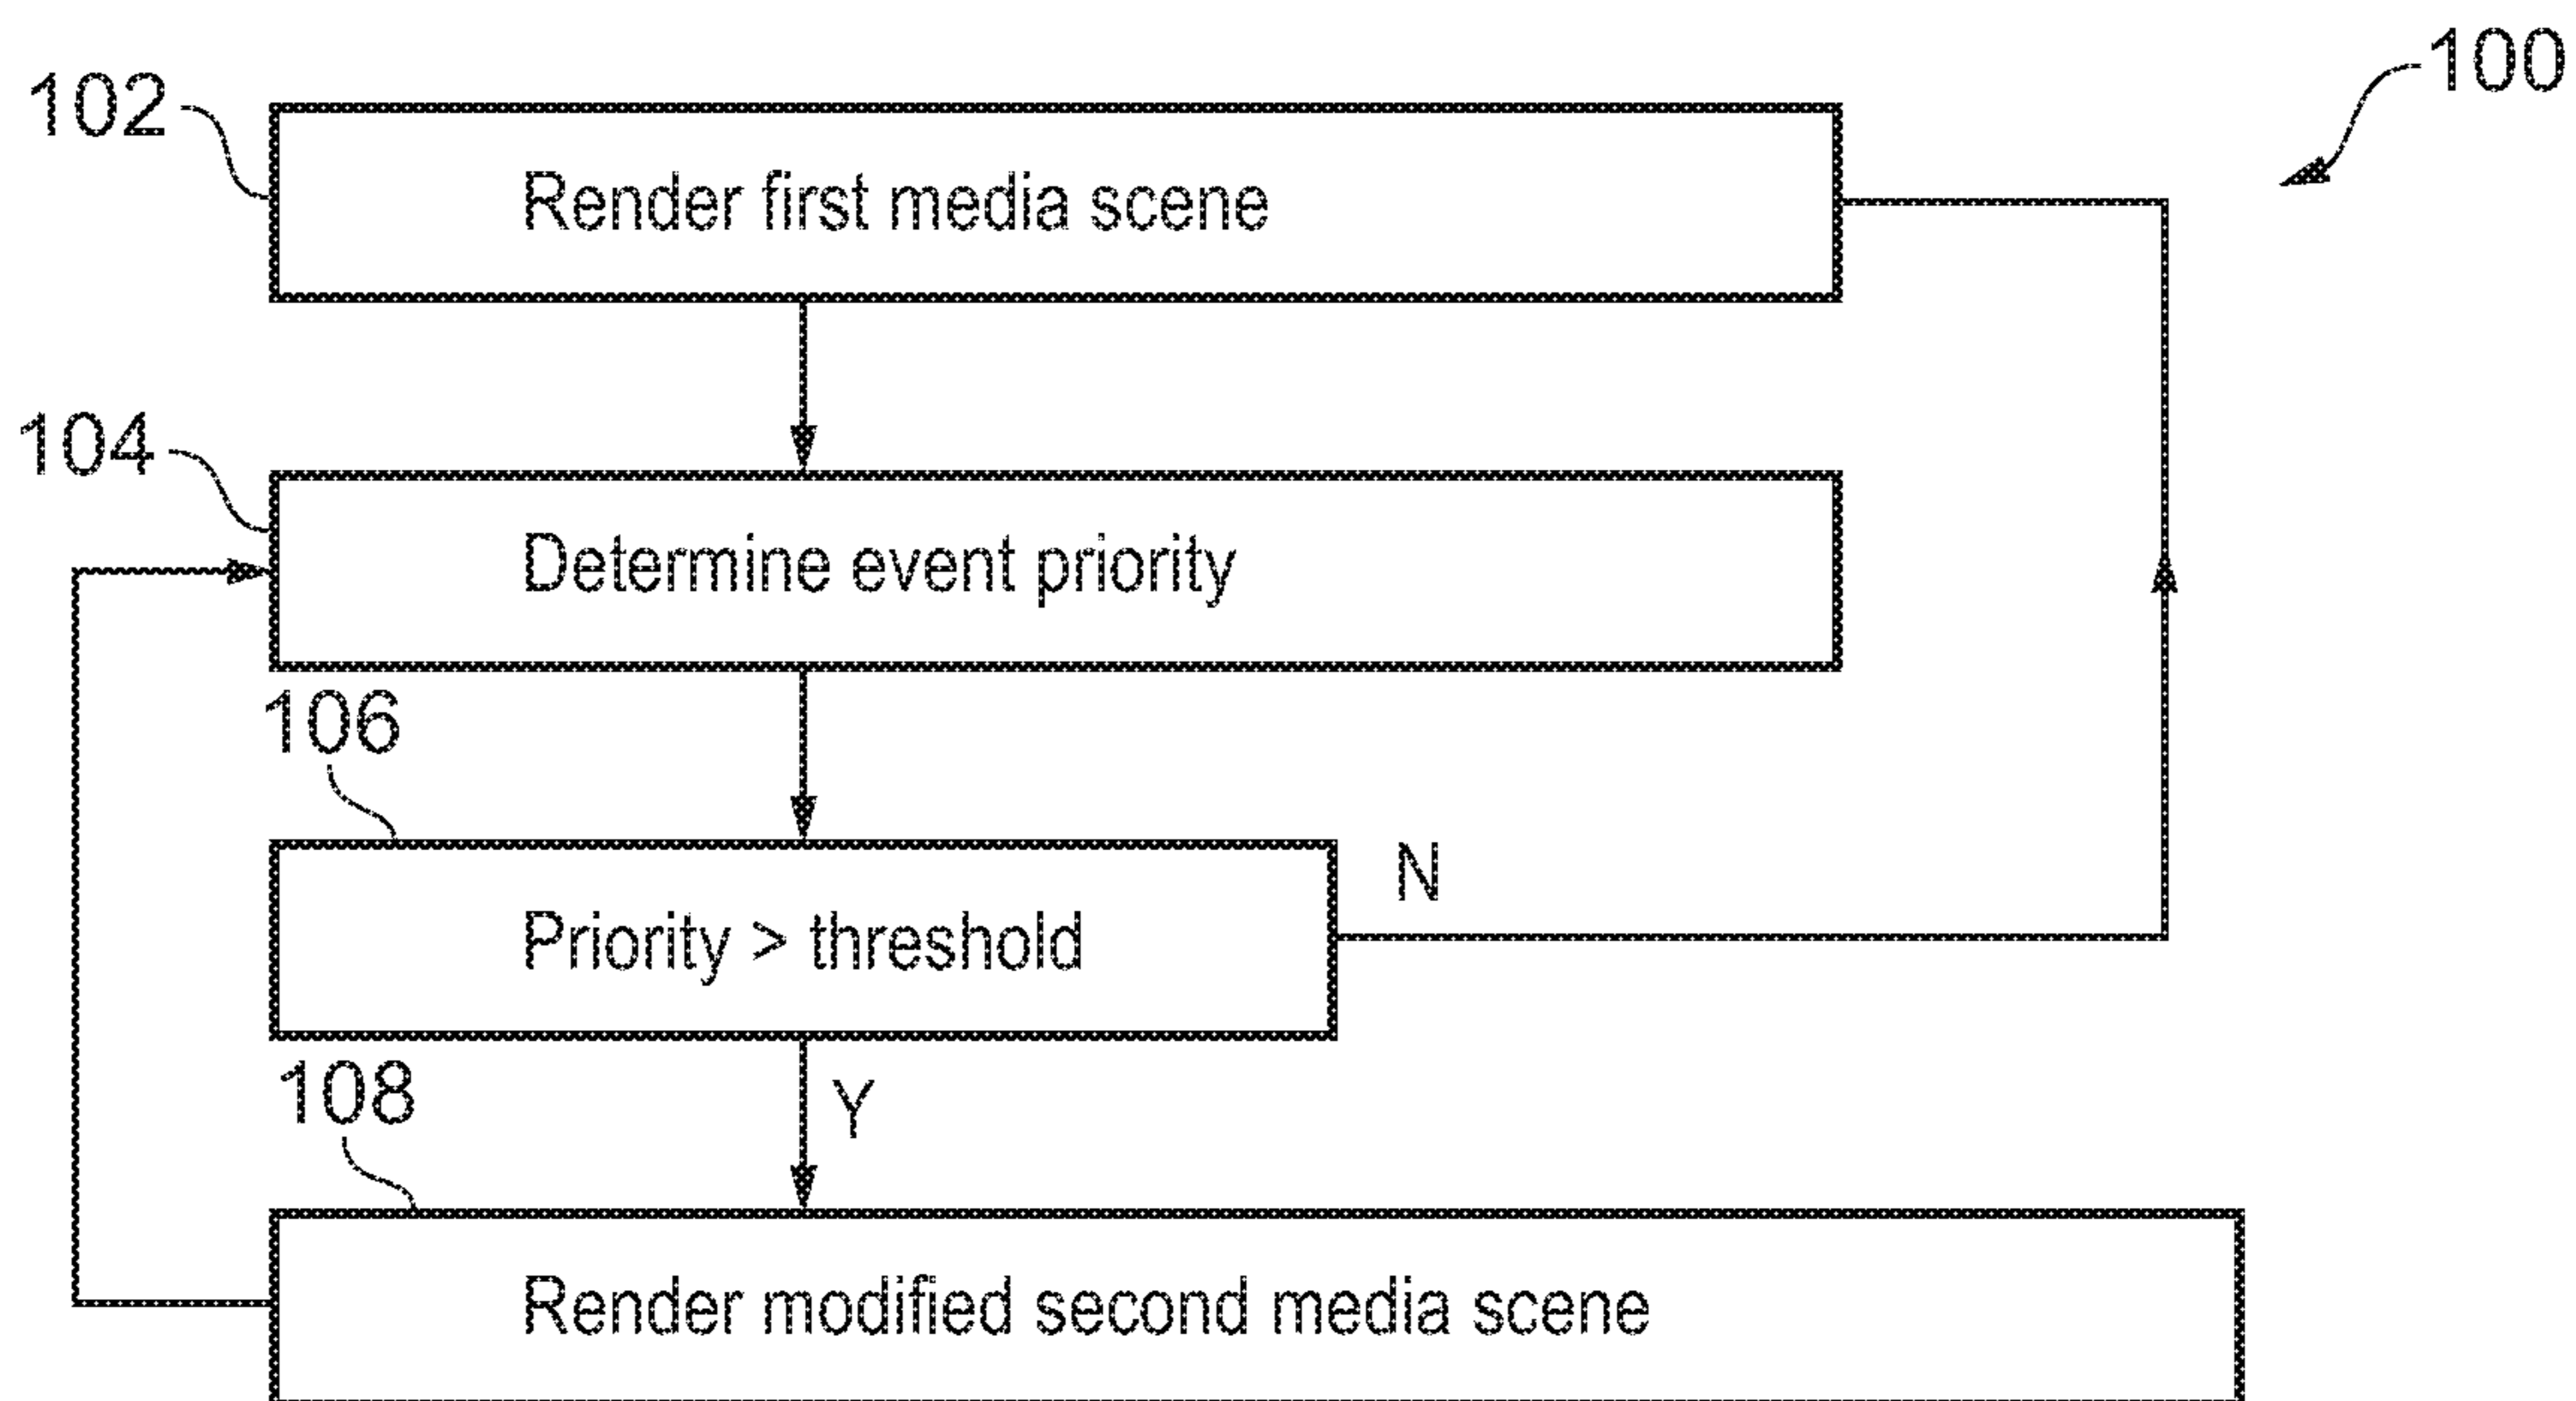 100
102
Render first media scene
104
Determine event priority
106
Priority > threshold
N
108
Y
Render modified second media scene